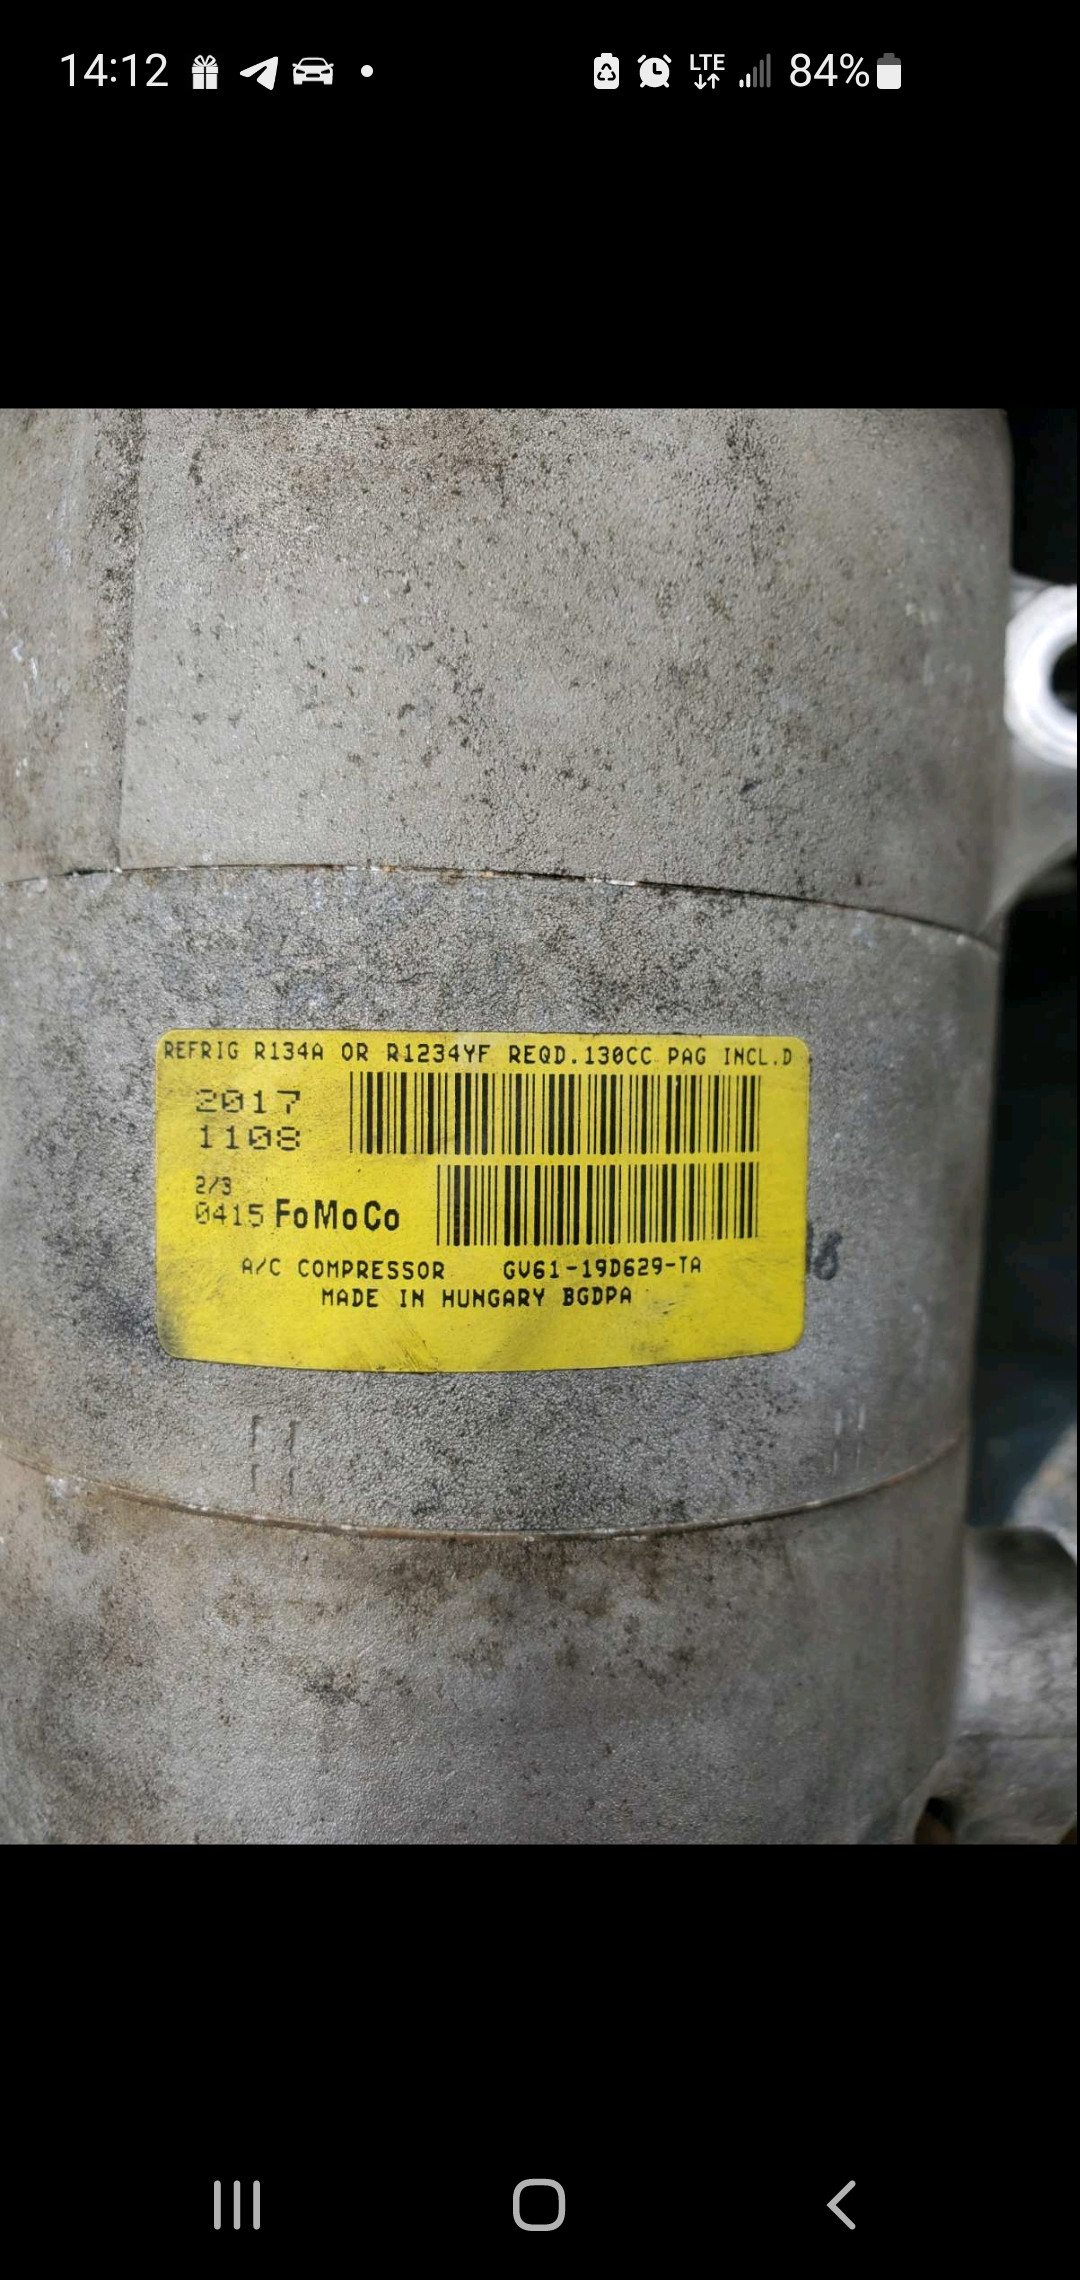 14:12
LTE
84%
REFRIG R134A OR R1234YF REQD.130CC PAG INCL.D
2017
1108
2/3
0415 FoMoCo
A/C COMPRESSOR GV61-19D629-TA
MADE IN HUNGARY BGDPA